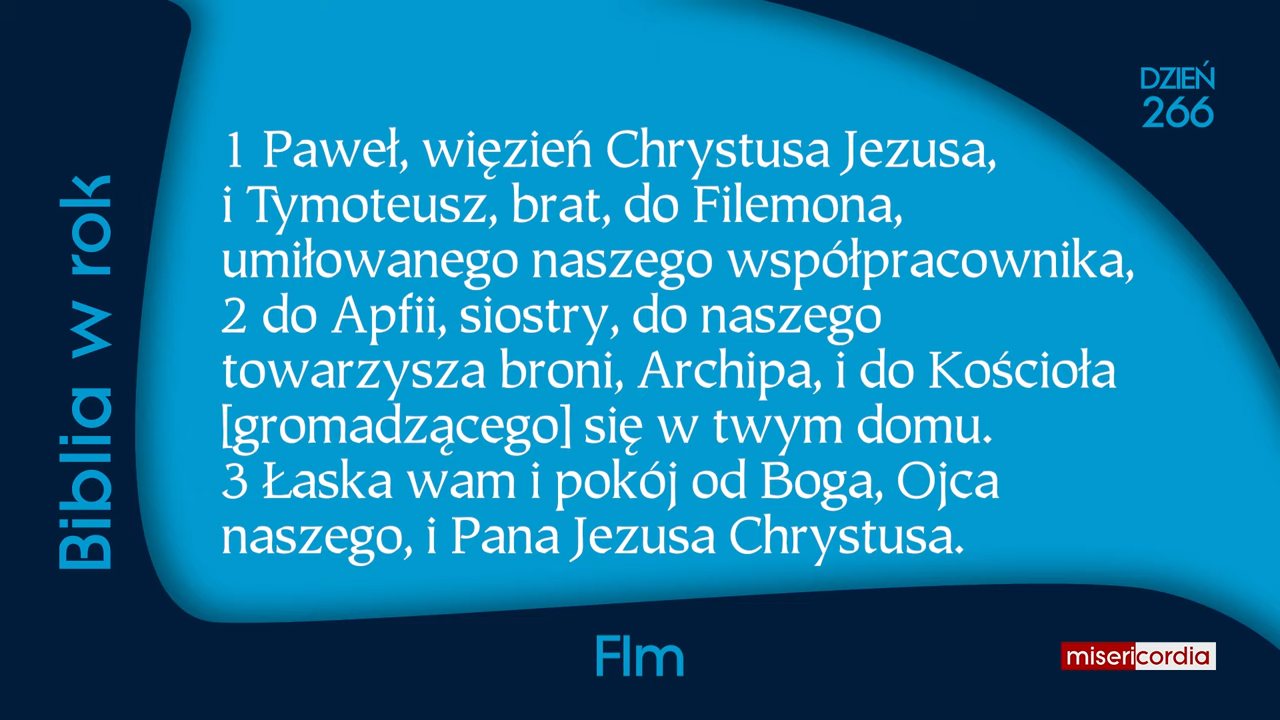 DZIEŃ
266
1 Paweł, więzień Chrystusa Jezusa,
i Tymoteusz, brat, do Filemona,
umiłowanego naszego współpracownika,
2 do Apfii, siostry, do naszego
towarzysza broni, Archipa, i do Kościoła
[gromadzącego] się w twym domu.
3 Łaska wam i pokój od Boga, Ojca
naszego, i Pana Jezusa Chrystusa.
Biblia w rok
Flm
misericordia